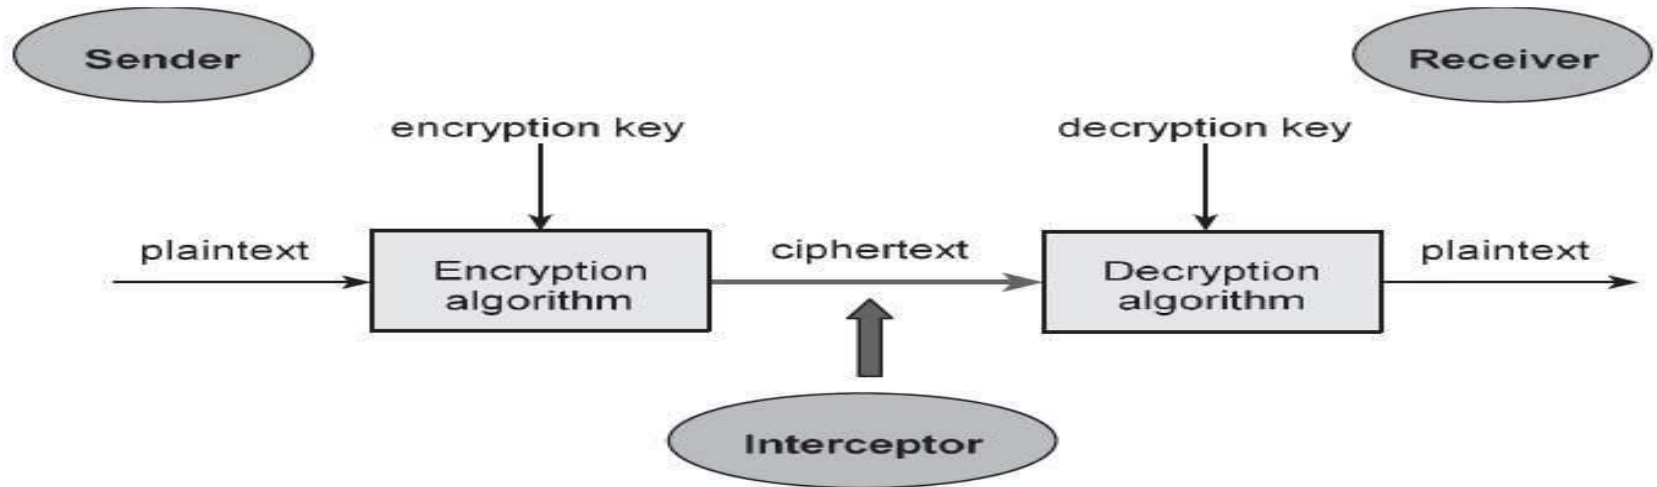 Sender
Receiver
encryption key
decryption key
plaintext
Encryption
algorithm
ciphertext
Decryption
algorithm
plaintext
Interceptor